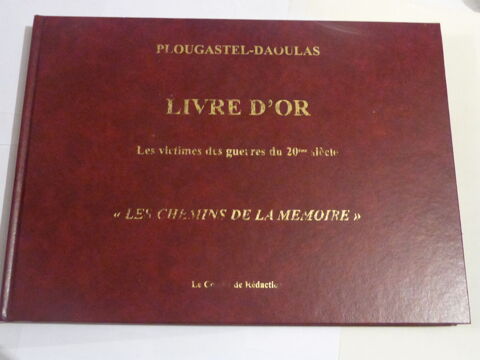 PLOUGASTEL-DAOULAS
LIVRE D'OR
Les victimes des guerres du 20ème siècle
« LES CHEMINS DE LA MEMOIRE »
Le Comité de Rédaction